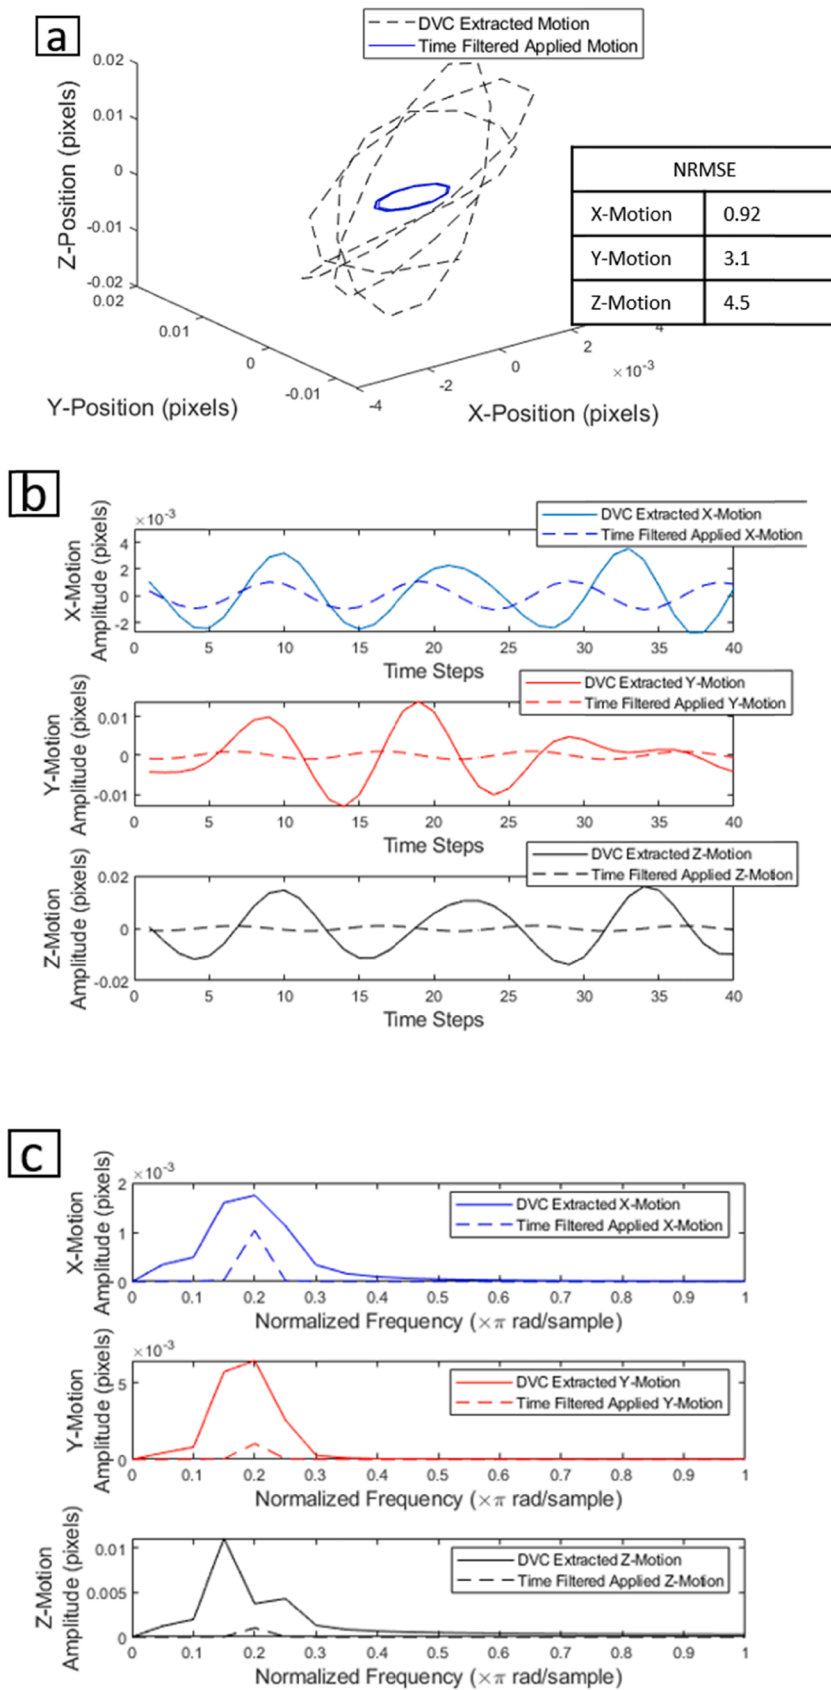 a
DVC Extracted Motion
Time Filtered Applied Motion
0.02
0.01
0
-0.01
-0.02
Z-Position (pixels)
0.02
0.01
0
-0.01
Y-Position (pixels)
-4
-2
0
2
4
×10-3
X-Position (pixels)
NRMSE
X-Motion 0.92
Y-Motion 3.1
Z-Motion 4.5
b
×10-3
DVC Extracted X-Motion
Time Filtered Applied X-Motion
X-Motion
Amplitude (pixels)
4
2
0
-2
0 5 10 15 20 25 30 35 40
Time Steps
DVC Extracted Y-Motion
Time Filtered Applied Y-Motion
Y-Motion
Amplitude (pixels)
0.01
0
-0.01
0 5 10 15 20 25 30 35 40
Time Steps
DVC Extracted Z-Motion
Time Filtered Applied Z-Motion
Z-Motion
Amplitude (pixels)
0.02
0
-0.02
0 5 10 15 20 25 30 35 40
Time Steps
c
×10-3
DVC Extracted X-Motion
Time Filtered Applied X-Motion
X-Motion
Amplitude (pixels)
2
1
0
0 0.1 0.2 0.3 0.4 0.5 0.6 0.7 0.8 0.9 1
Normalized Frequency (×π rad/sample)
×10-3
DVC Extracted Y-Motion
Time Filtered Applied Y-Motion
Y-Motion
Amplitude (pixels)
5
0
0 0.1 0.2 0.3 0.4 0.5 0.6 0.7 0.8 0.9 1
Normalized Frequency (×π rad/sample)
DVC Extracted Z-Motion
Time Filtered Applied Z-Motion
Z-Motion
Amplitude (pixels)
0.01
0.005
0
0 0.1 0.2 0.3 0.4 0.5 0.6 0.7 0.8 0.9 1
Normalized Frequency (×π rad/sample)